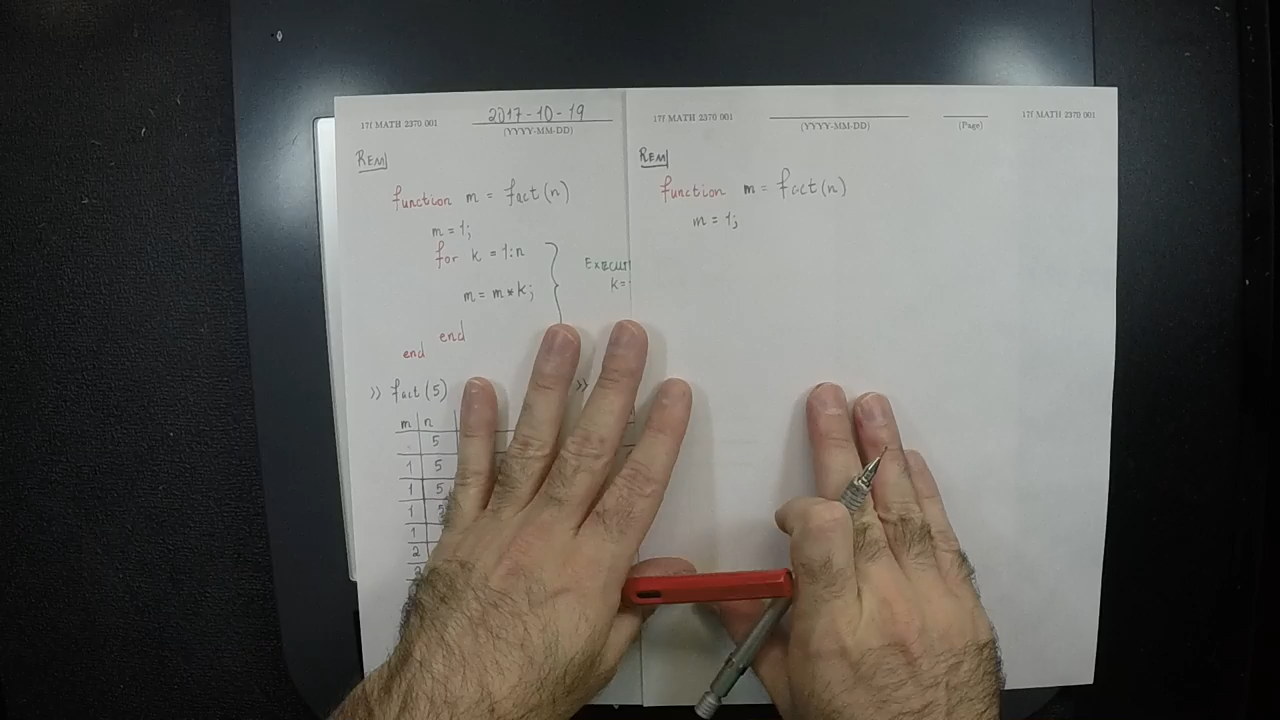 17f MATH 2370 001
2017-10-19
(YYYY-MM-DD)
REM
function m = fact(n)
m = 1;
for k = 1:n
m = m * k;
end
end
k =
>> fact(5)
>>
m n
5
1 5
1 5
1 5
1
2
17f MATH 2370 001
(YYYY-MM-DD)
(Page)
17f MATH 2370 001
REM
function m = fact(n)
m = 1;